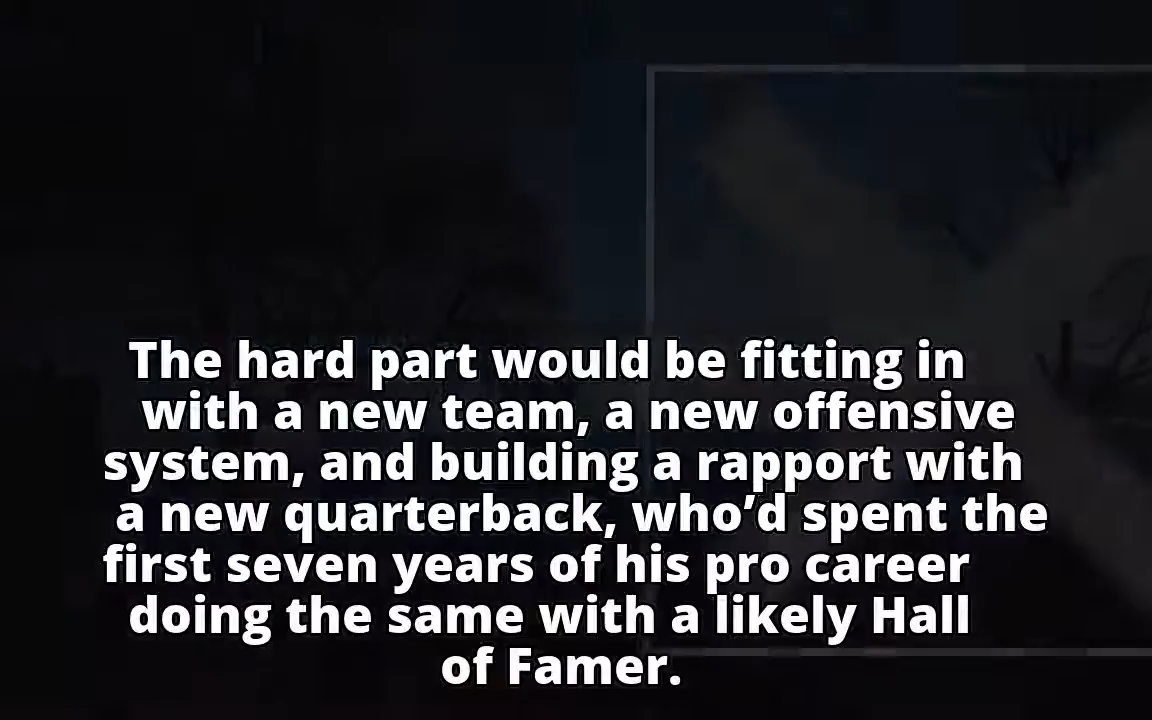 The hard part would be fitting in
with a new team, a new offensive
system, and building a rapport with
a new quarterback, who’d spent the
first seven years of his pro career
doing the same with a likely Hall
of Famer.